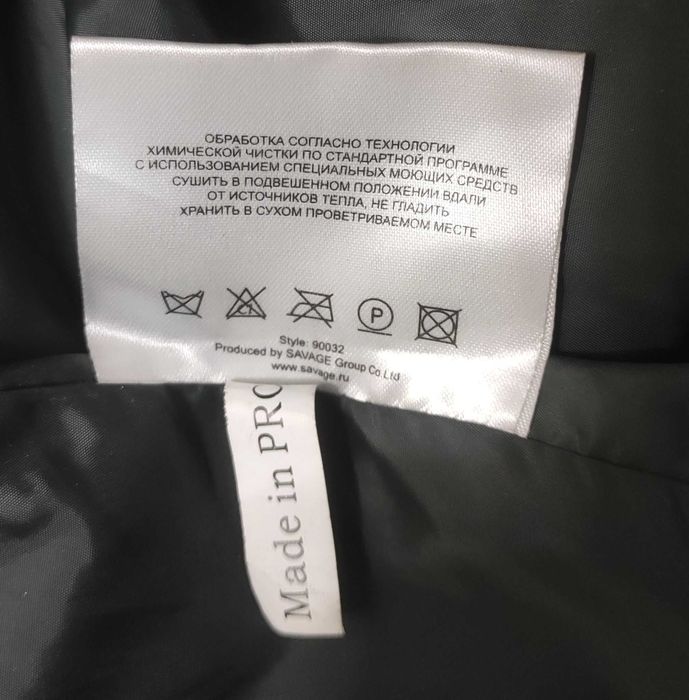 ОБРАБОТКА СОГЛАСНО ТЕХНОЛОГИИ
ХИМИЧЕСКОЙ ЧИСТКИ ПО СТАНДАРТНОЙ ПРОГРАММЕ
С ИСПОЛЬЗОВАНИЕМ СПЕЦИАЛЬНЫХ МОЮЩИХ СРЕДСТВ
СУШИТЬ В ПОДВЕШЕННОМ ПОЛОЖЕНИИ ВДАЛИ
ОТ ИСТОЧНИКОВ ТЕПЛА, НЕ ГЛАДИТЬ
ХРАНИТЬ В СУХОМ ПРОВЕТРИВАЕМОМ МЕСТЕ
CL
P
Style: 90032
Produced by SAVAGE Group Co.Ltd
www.savage.ru
Made in PRC